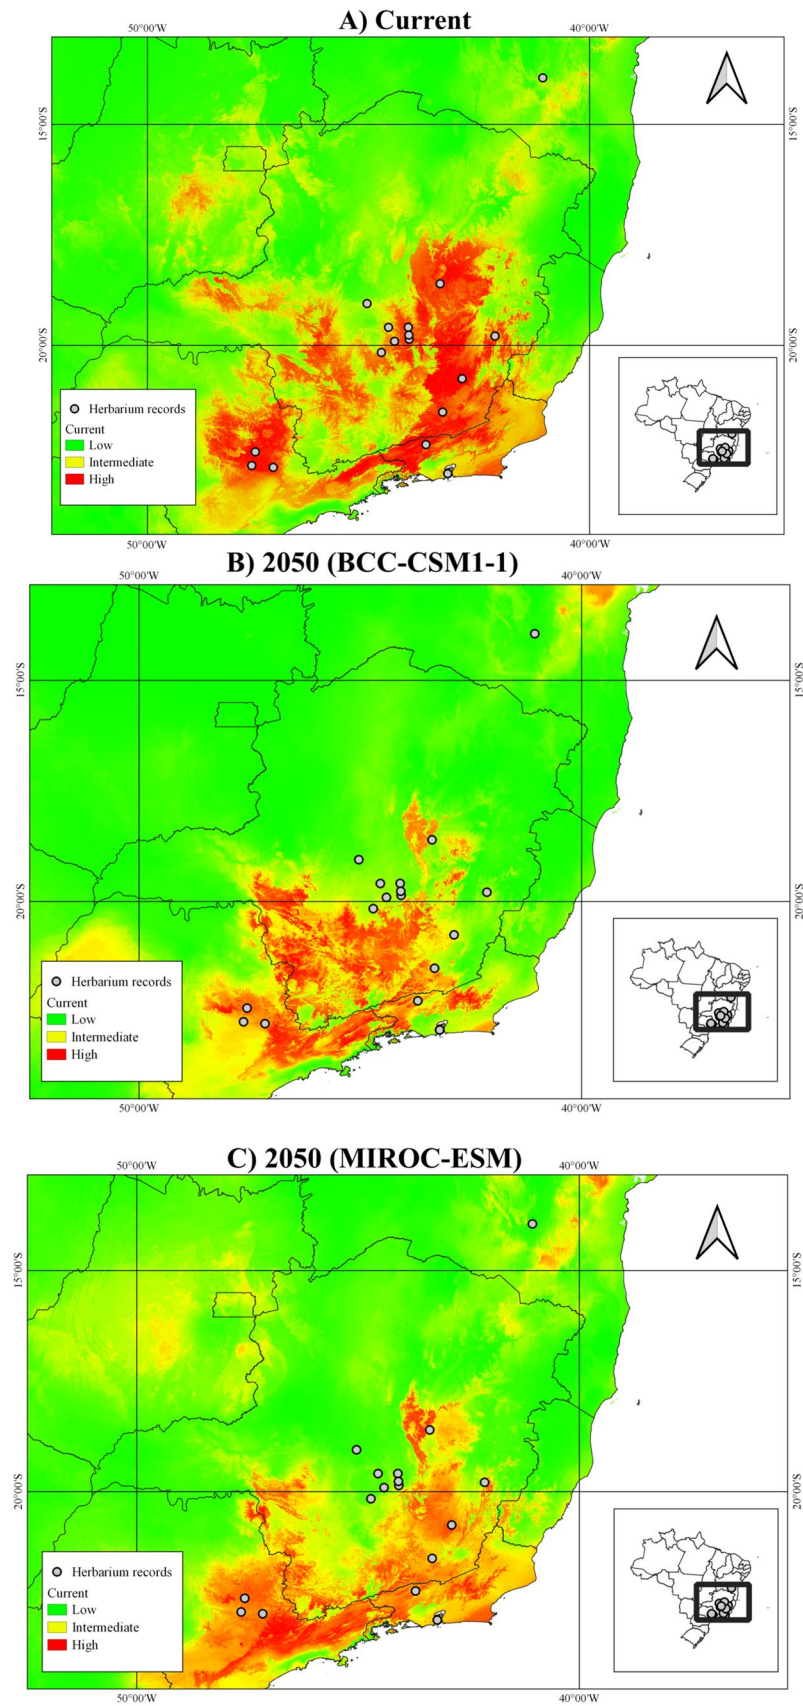 A) Current
50°00'W
40°00'W
15°00'S
15°00'S
20°00'S
20°00'S
Herbarium records
Current
Low
Intermediate
High
50°00'W
40°00'W
B) 2050 (BCC-CSM1-1)
50°00'W
40°00'W
15°00'S
15°00'S
20°00'S
20°00'S
Herbarium records
Current
Low
Intermediate
High
50°00'W
40°00'W
C) 2050 (MIROC-ESM)
50°00'W
40°00'W
15°00'S
15°00'S
20°00'S
20°00'S
Herbarium records
Current
Low
Intermediate
High
50°00'W
40°00'W